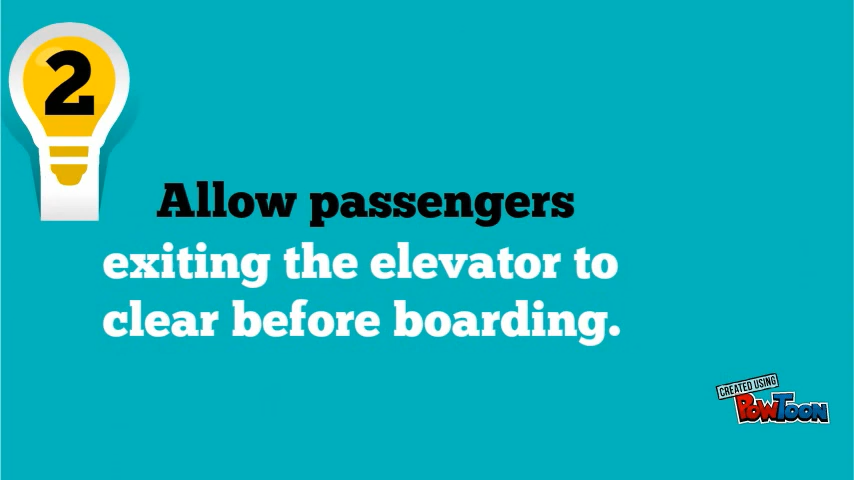 2
Allow passengers
exiting the elevator to
clear before boarding.
CREATED USING
POWTOON